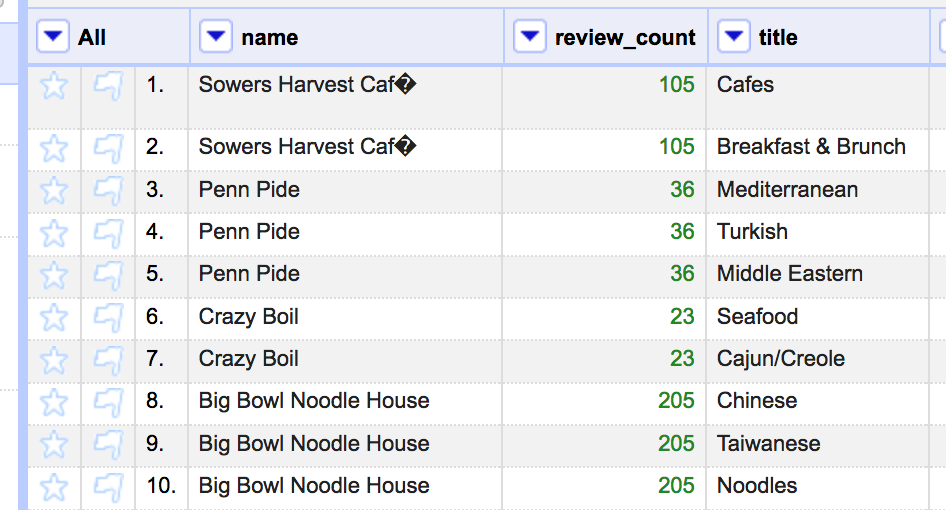 All name review_count title
1. Sowers Harvest Caf� 105 Cafes
2. Sowers Harvest Caf� 105 Breakfast & Brunch
3. Penn Pide 36 Mediterranean
4. Penn Pide 36 Turkish
5. Penn Pide 36 Middle Eastern
6. Crazy Boil 23 Seafood
7. Crazy Boil 23 Cajun/Creole
8. Big Bowl Noodle House 205 Chinese
9. Big Bowl Noodle House 205 Taiwanese
10. Big Bowl Noodle House 205 Noodles